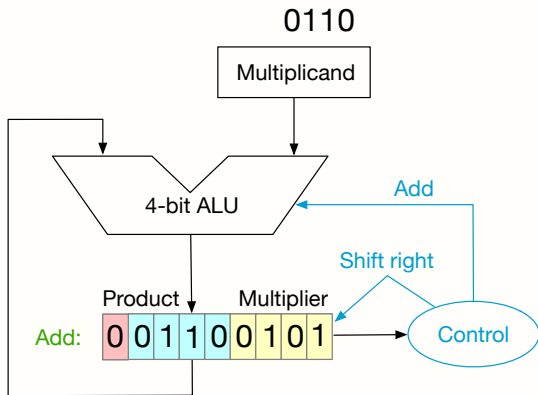 0110
Multiplicand
Add
4-bit ALU
Shift right
Product Multiplier
Add: 0 0 1 1 0 0 1 0 1 Control